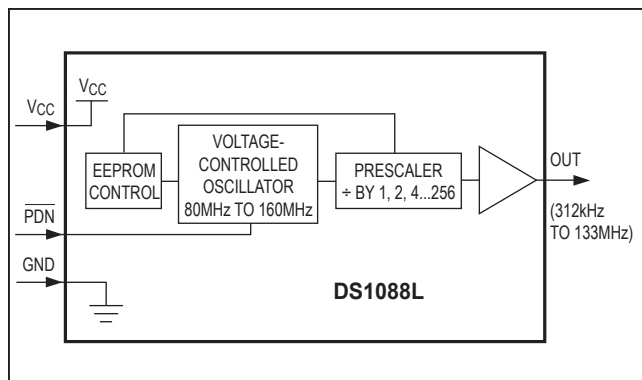 VCC
VCC
EEPROM
CONTROL
VOLTAGE-
CONTROLLED
OSCILLATOR
80MHz TO 160MHz
PRESCALER
÷ BY 1, 2, 4...256
OUT
(312kHz
TO 133MHz)
PDN
GND
DS1088L